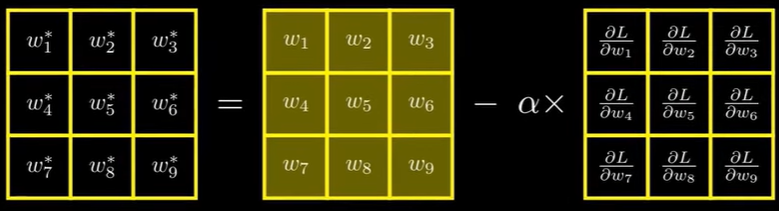 w₁* w₂* w₃* w₁ w₂ w₃ ∂L/∂w₁ ∂L/∂w₂ ∂L/∂w₃
w₄* w₅* w₆* = w₄ w₅ w₆ − α× ∂L/∂w₄ ∂L/∂w₅ ∂L/∂w₆
w₇* w₈* w₉* w₇ w₈ w₉ ∂L/∂w₇ ∂L/∂w₈ ∂L/∂w₉